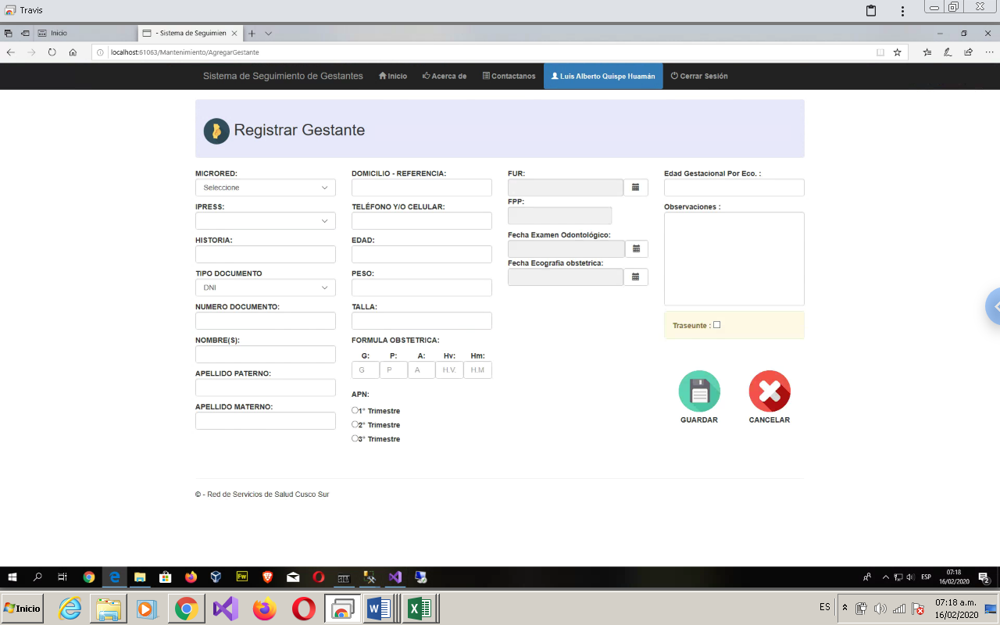 Travis
Inicio
- Sistema de Seguimien
localhost:61063/Mantenimiento/AgregarGestante
Sistema de Seguimiento de Gestantes Inicio Acerca de Contactanos Luis Alberto Quispe Huamán Cerrar Sesión
Registrar Gestante
MICRORED:
Seleccione
IPRESS:
HISTORIA:
TIPO DOCUMENTO
DNI
NUMERO DOCUMENTO:
NOMBRE(S):
APELLIDO PATERNO:
APELLIDO MATERNO:
DOMICILIO - REFERENCIA:
TELÉFONO Y/O CELULAR:
EDAD:
PESO:
TALLA:
FORMULA OBSTETRICA:
G: P: A: Hv: Hm:
G P A H.V. H.M
APN:
1° Trimestre
2° Trimestre
3° Trimestre
FUR:
FPP:
Fecha Examen Odontológico:
Fecha Ecografia obstetrica:
Edad Gestacional Por Eco. :
Observaciones :
Traseunte :
GUARDAR CANCELAR
© - Red de Servicios de Salud Cusco Sur
Fw
ESP
07:18
16/02/2020
2
Inicio
ES
07:18 a.m.
16/02/2020